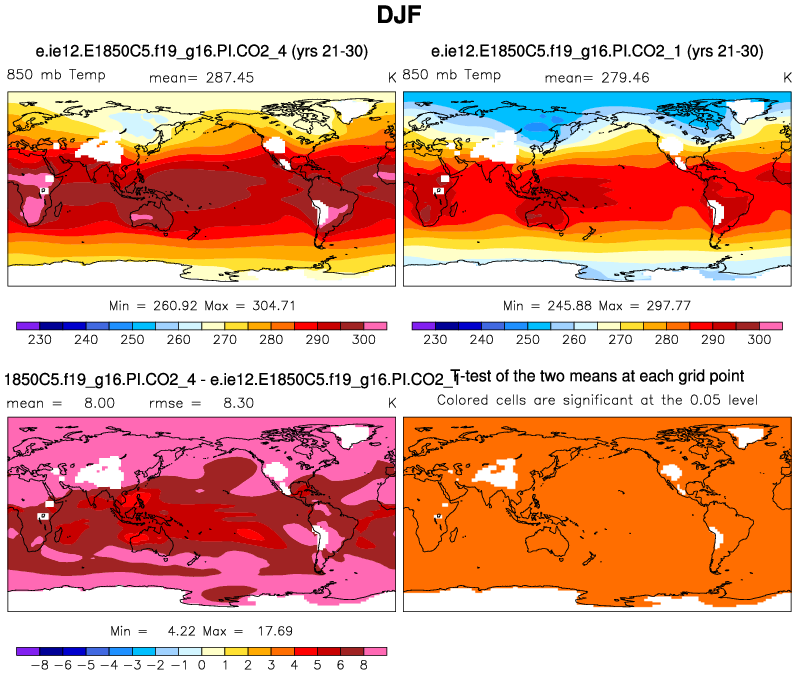 DJF
e.ie12.E1850C5.f19_g16.PI.CO2_4 (yrs 21-30)
850 mb Temp mean= 287.45 K
Min = 260.92 Max = 304.71
230 240 250 260 270 280 290 300
e.ie12.E1850C5.f19_g16.PI.CO2_1 (yrs 21-30)
850 mb Temp mean= 279.46 K
Min = 245.88 Max = 297.77
230 240 250 260 270 280 290 300
1850C5.f19_g16.PI.CO2_4 - e.ie12.E1850C5.f19_g16.PI.CO2_1
mean = 8.00 rmse = 8.30 K
Min = 4.22 Max = 17.69
-8 -6 -5 -4 -3 -2 -1 0 1 2 3 4 5 6 8
T-test of the two means at each grid point
Colored cells are significant at the 0.05 level